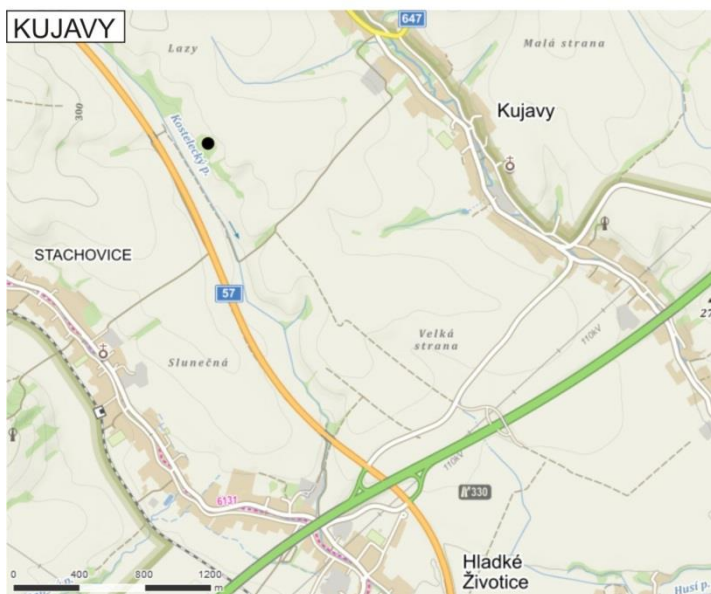 KUJAVY
647
Lazy
Malá strana
300
Kostelecký p.
Kujavy
STACHOVICE
57
Velká
strana
110kV
Slunečná
110kV
6131
330
Hladké
Životice
Husí p.
0 400 800 1200
m